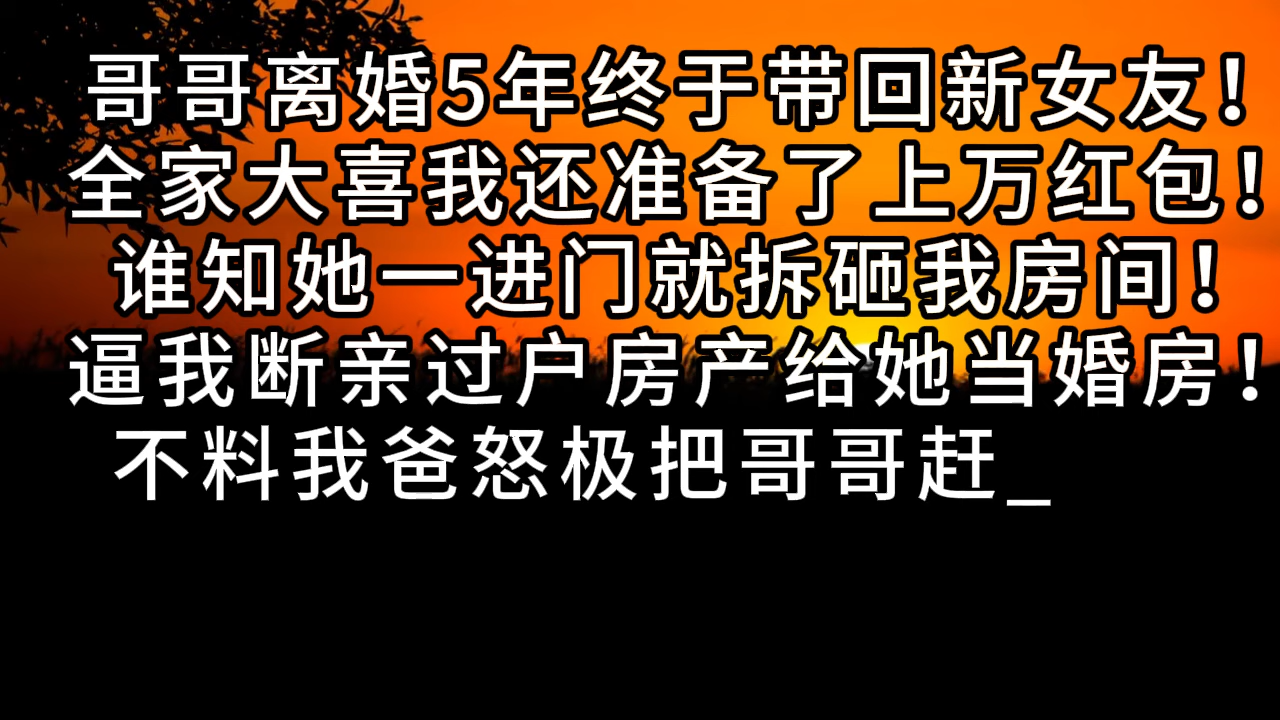 哥哥离婚5年终于带回新女友！
全家大喜我还准备了上万红包！
谁知她一进门就拆砸我房间！
逼我断亲过户房产给她当婚房！
不料我爸怒极把哥哥赶_